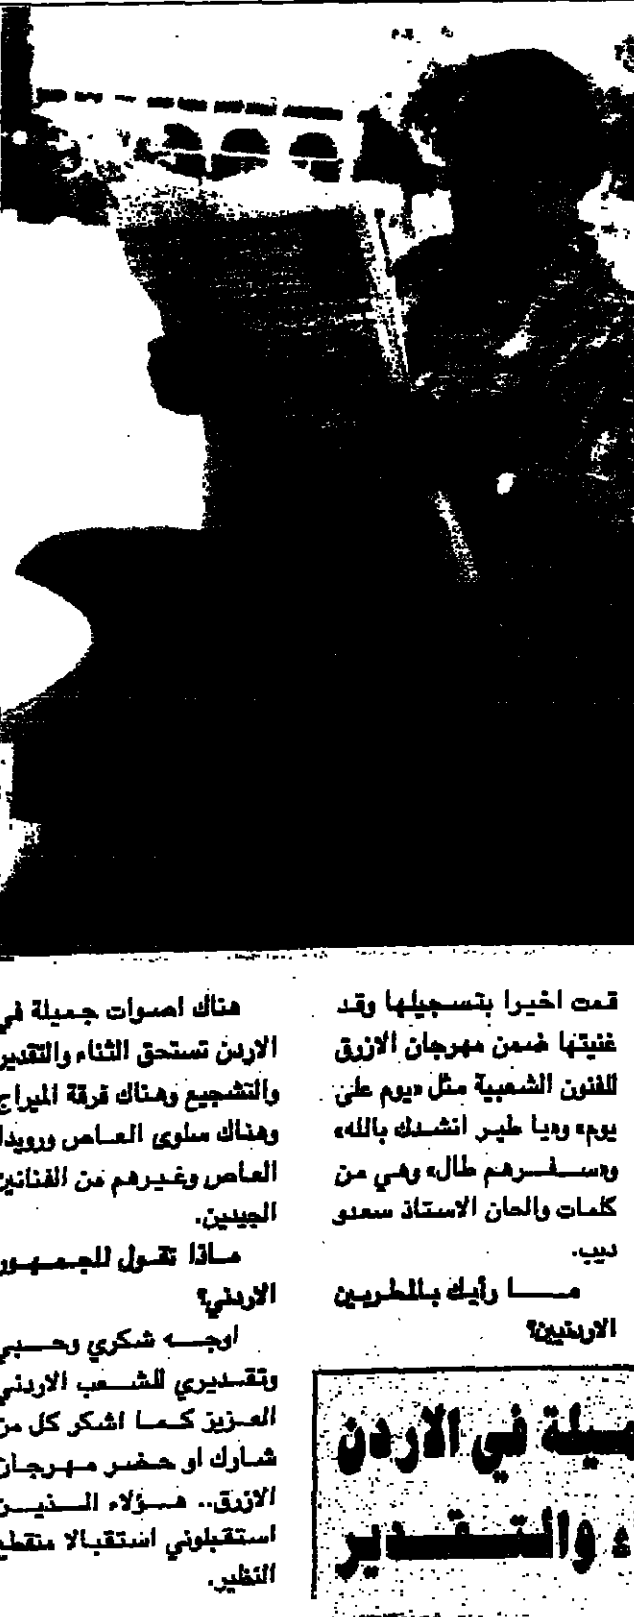 قمت اخيرا بتسجيلها وقد
غنيتها ضمن مهرجان الازرق
للفنون الشعبية مثل «يوم على
يوم» و«يا طير انشدك بالله»
و«سفرهم طال» وهي من
كلمات والحان الاستاذ سعدو
ديب.
ما رأيك بالمطربين
الاردنيين؟
هناك اصوات جميلة في
الاردن تستحق الثناء والتقدير
والتشجيع وهناك فرقة الميراج
وهناك سلوى العاص ورويدا
العاص وغيرهم من الفنانين
الجيدين.
ماذا تقول للجمهور
الاردني؟
اوجه شكري وحبي
وتقديري للشعب الاردني
العزيز كما اشكر كل من
شارك او حضر مهرجان
الازرق.. هؤلاء الذين
استقبلوني استقبالا منقطع
النظير.
ميلة في الاردن
ء والتقدير